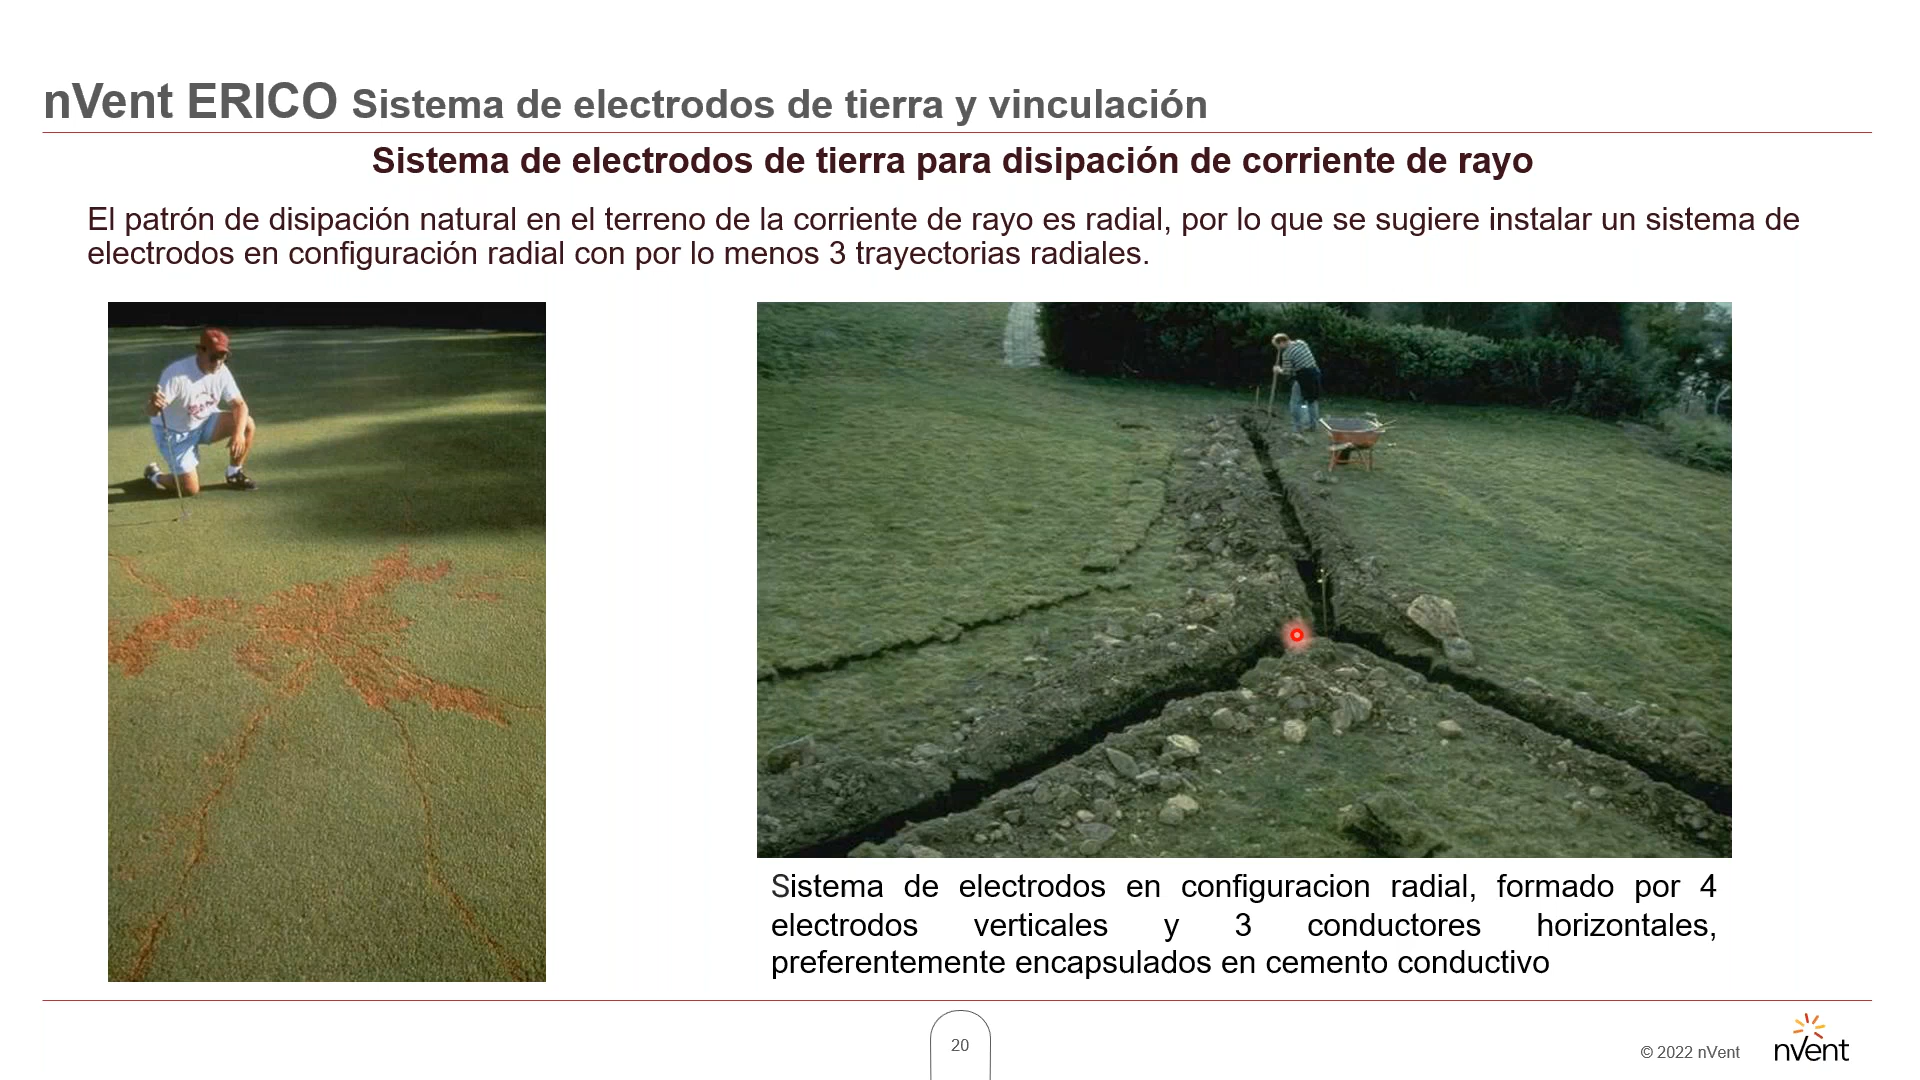 nVent ERICO Sistema de electrodos de tierra y vinculación
Sistema de electrodos de tierra para disipación de corriente de rayo
El patrón de disipación natural en el terreno de la corriente de rayo es radial, por lo que se sugiere instalar un sistema de
electrodos en configuración radial con por lo menos 3 trayectorias radiales.
Sistema de electrodos en configuracion radial, formado por 4
electrodos verticales y 3 conductores horizontales,
preferentemente encapsulados en cemento conductivo
20
© 2022 nVent
nVent